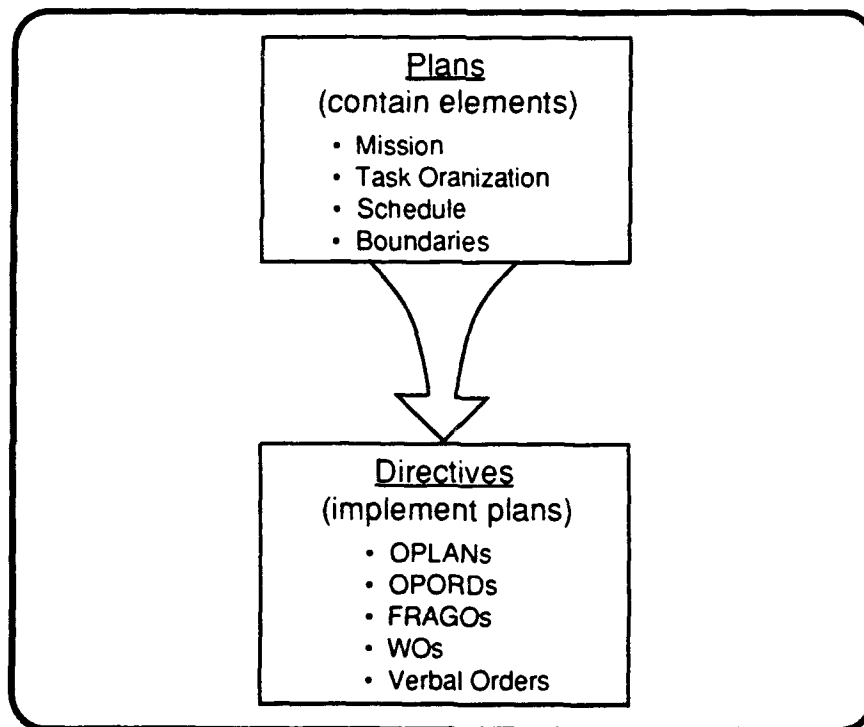 Plans
(contain elements)
• Mission
• Task Oranization
• Schedule
• Boundaries
Directives
(implement plans)
• OPLANs
• OPORDs
• FRAGOs
• WOs
• Verbal Orders